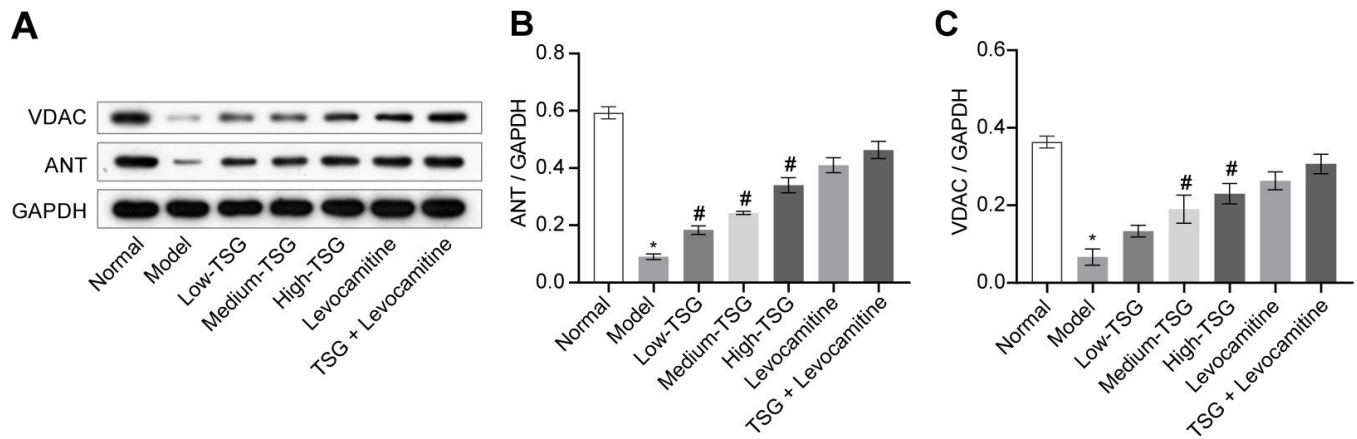 A
VDAC
ANT
GAPDH
Normal
Model
Low-TSG
Medium-TSG
High-TSG
Levocamitine
TSG + Levocamitine
B
ANT / GAPDH
0.8
0.6
0.4
0.2
0.0
*
#
#
#
Normal
Model
Low-TSG
Medium-TSG
High-TSG
Levocamitine
TSG + Levocamitine
C
VDAC / GAPDH
0.6
0.4
0.2
0.0
*
#
#
Normal
Model
Low-TSG
Medium-TSG
High-TSG
Levocamitine
TSG + Levocamitine